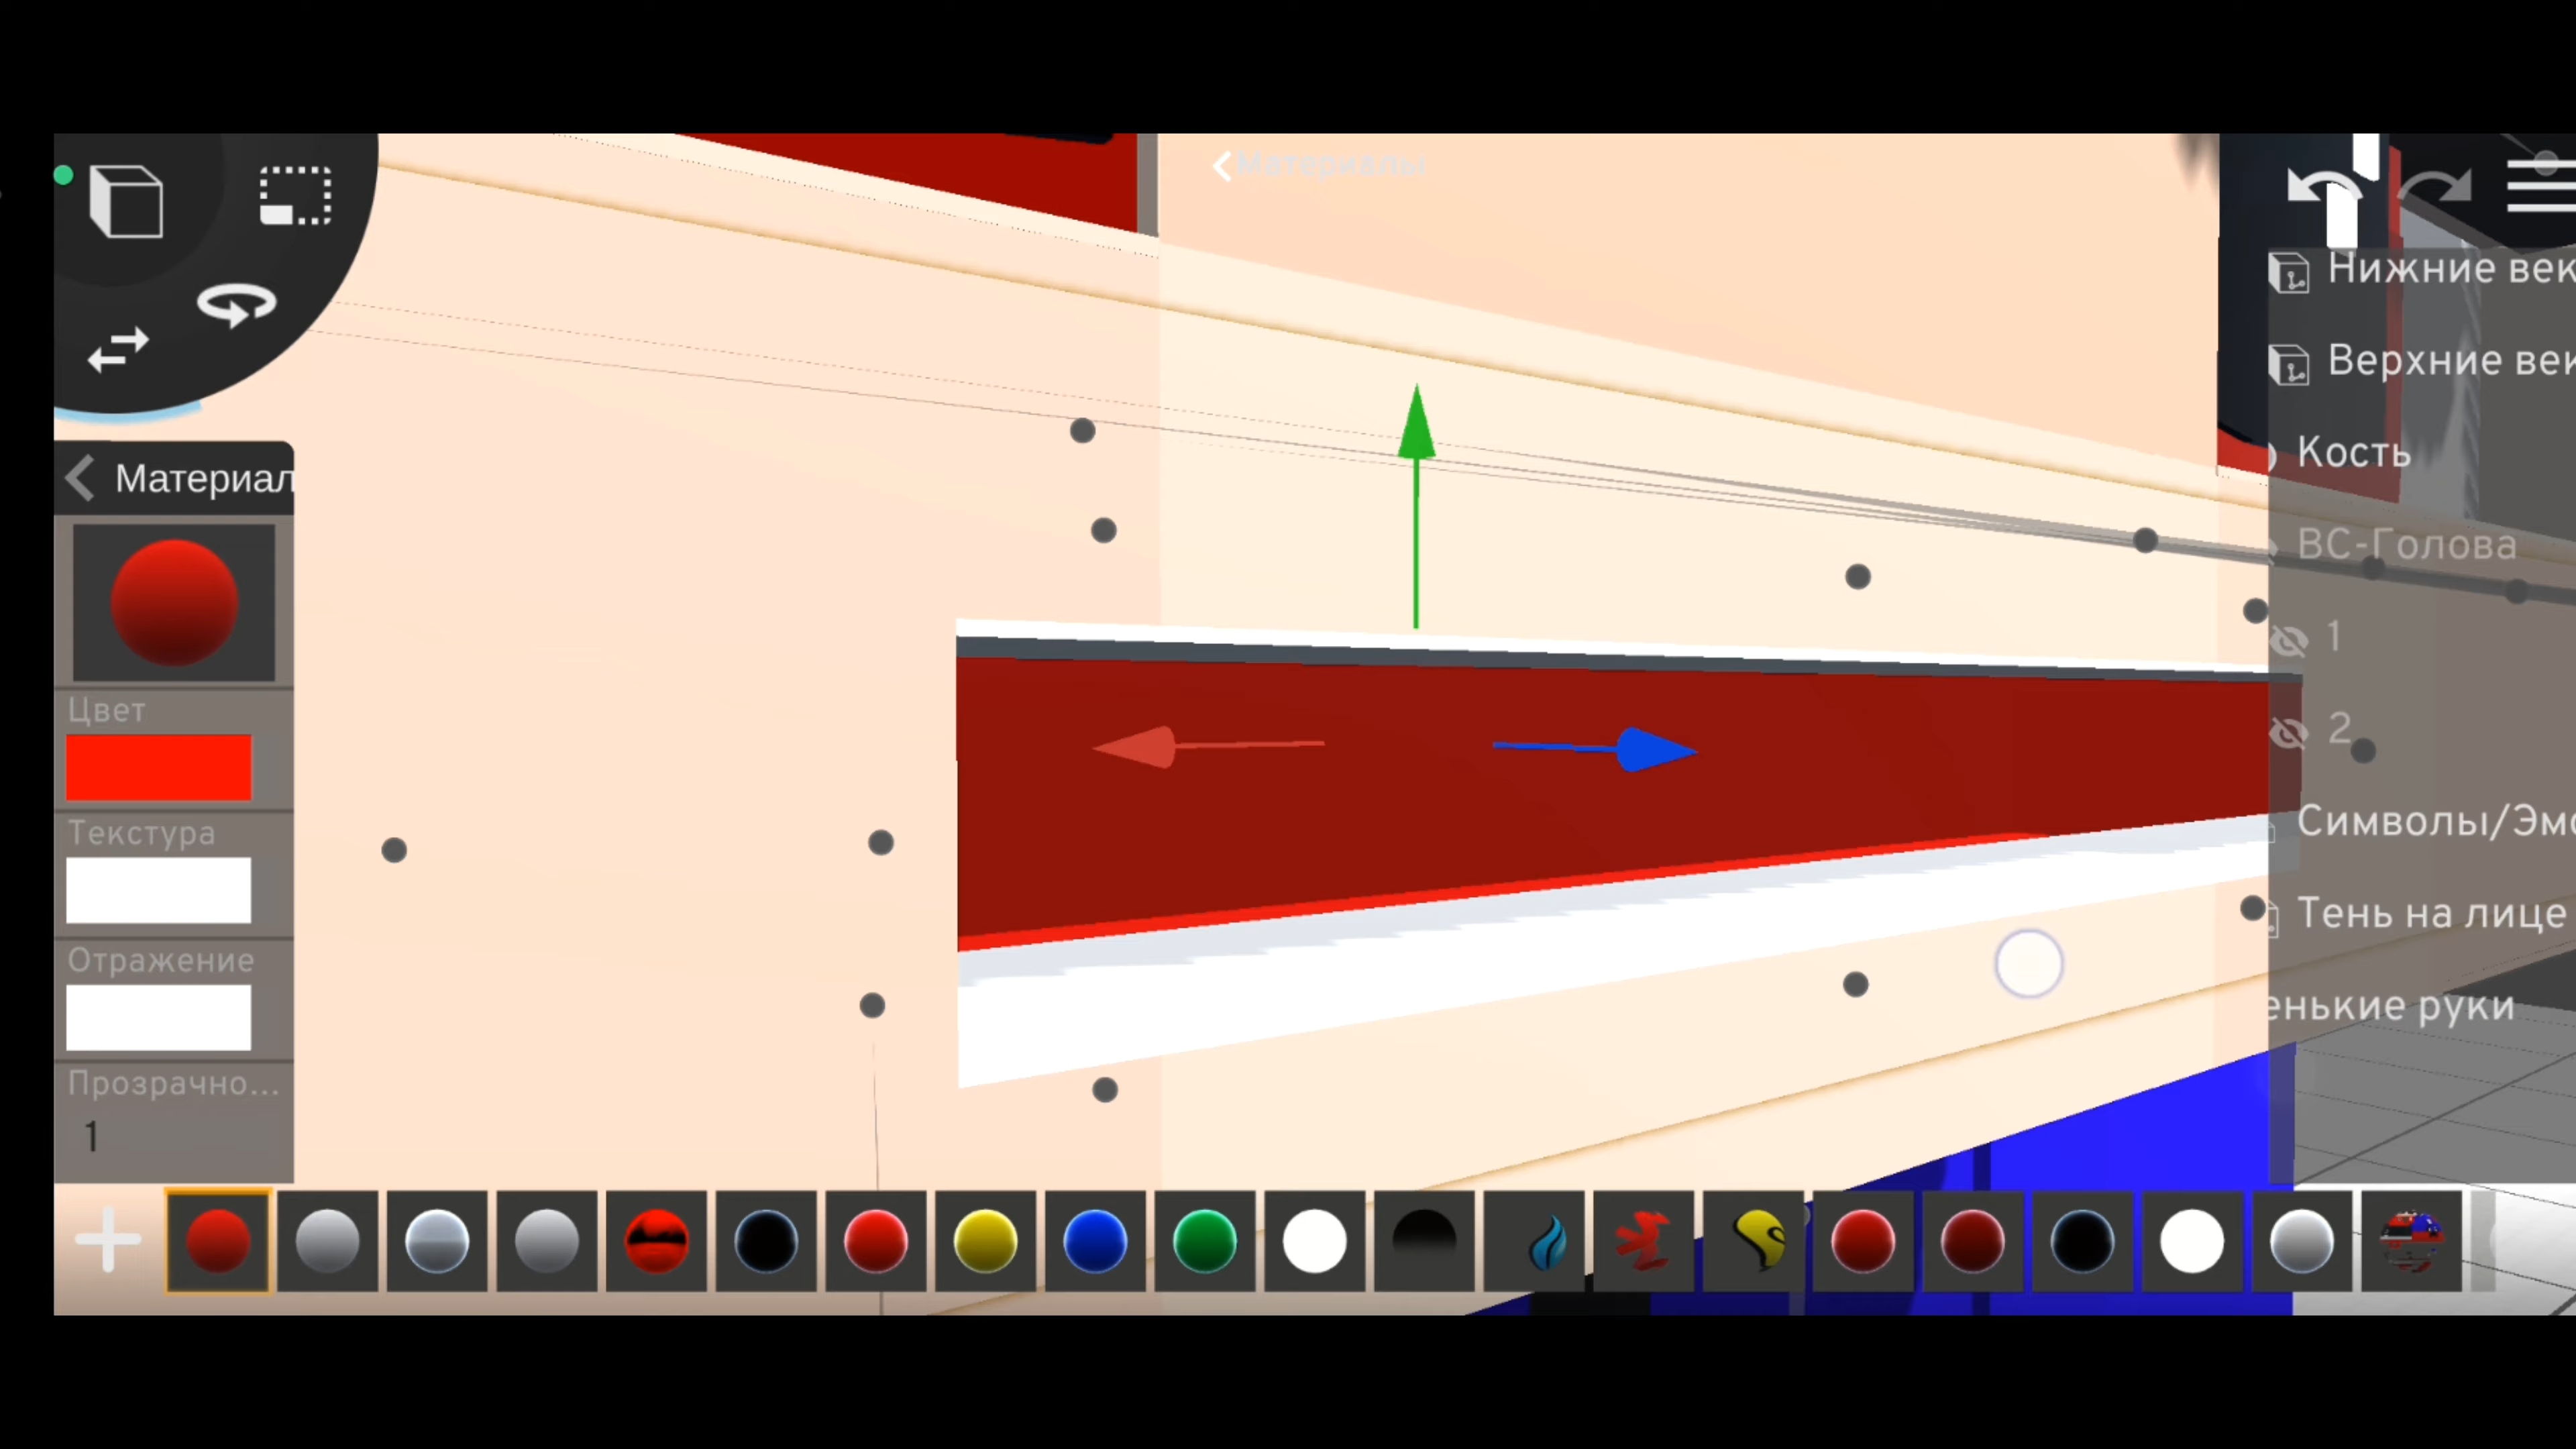 Материалы
Нижние век
Верхние век
Кость
Материал
ВС-Голова
1
2
Цвет
Текстура
Символы/Эмо
Тень на лице
Отражение
енькие руки
Прозрачно...
1